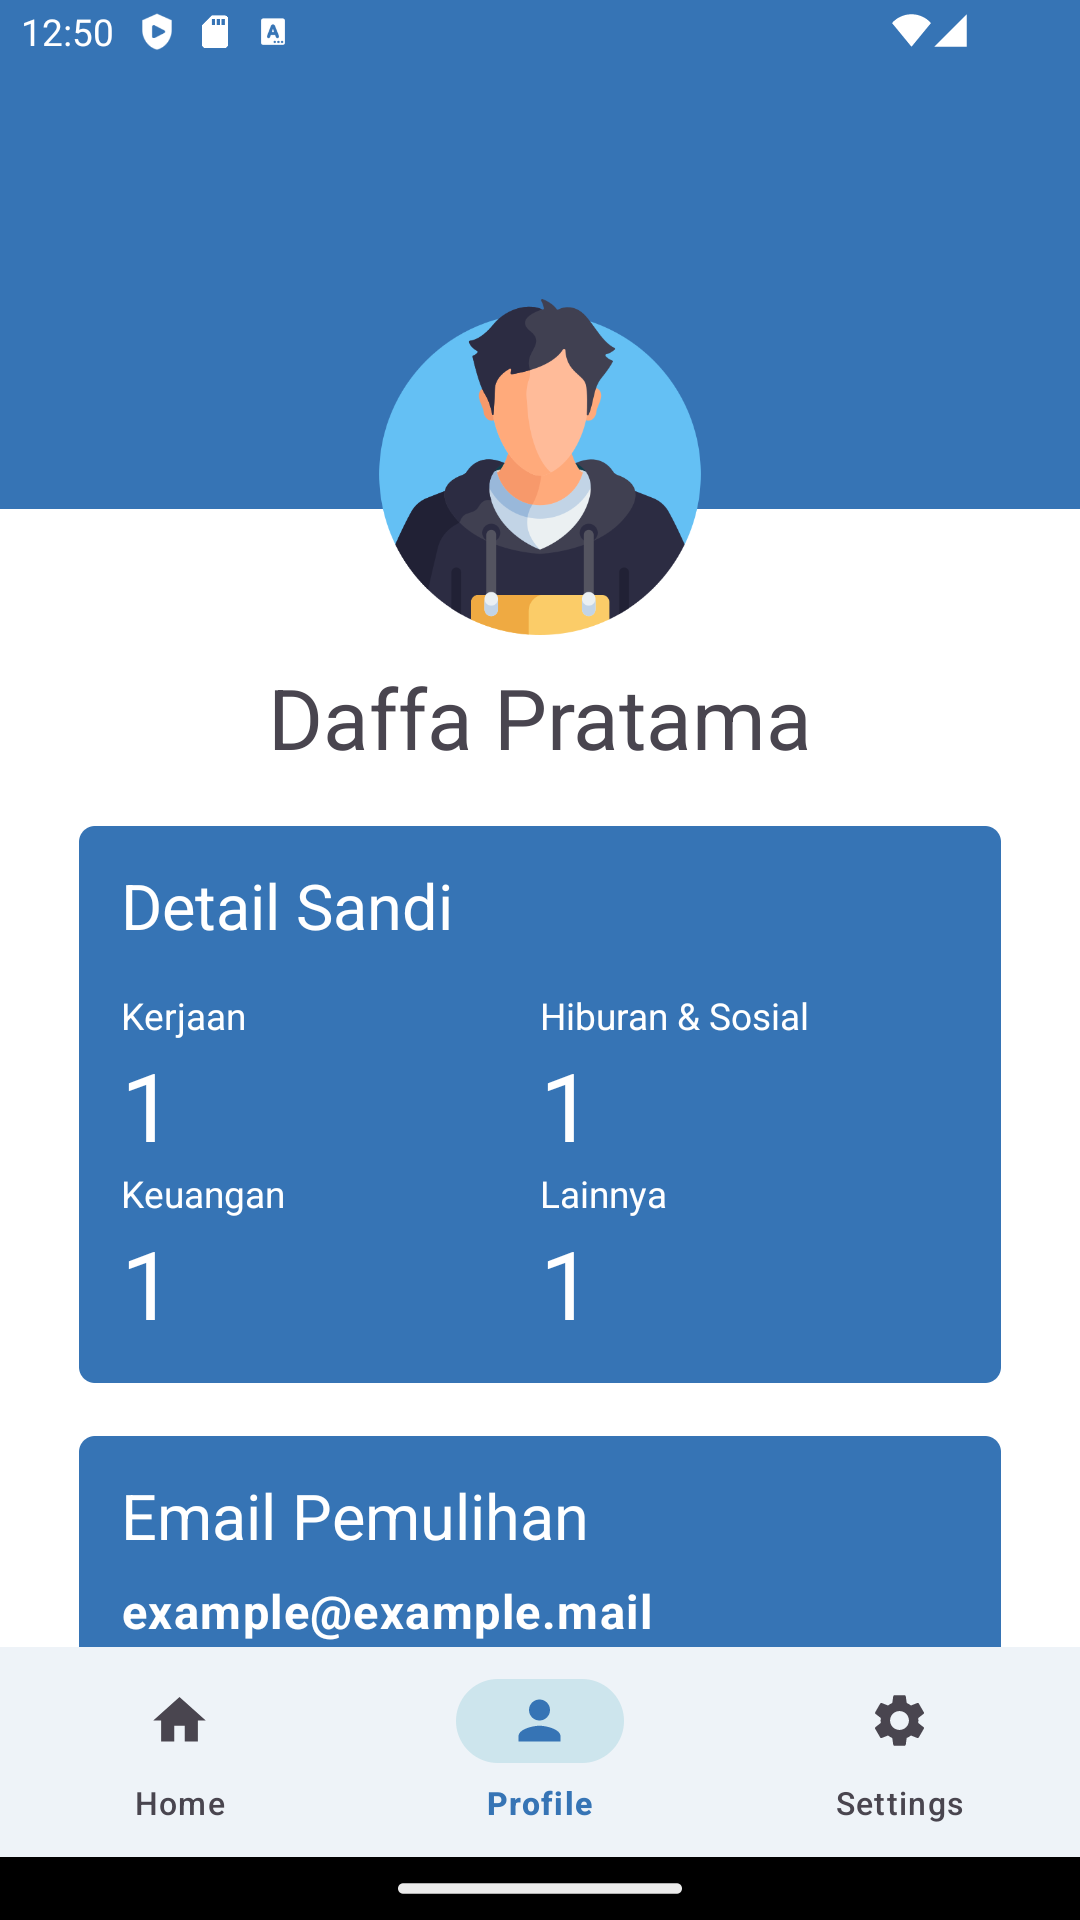 12:50
Daffa Pratama
Detail Sandi
Kerjaan
Hiburan & Sosial
1
1
Keuangan
Lainnya
1
1
Email Pemulihan
example@example.mail
Home
Profile
Settings